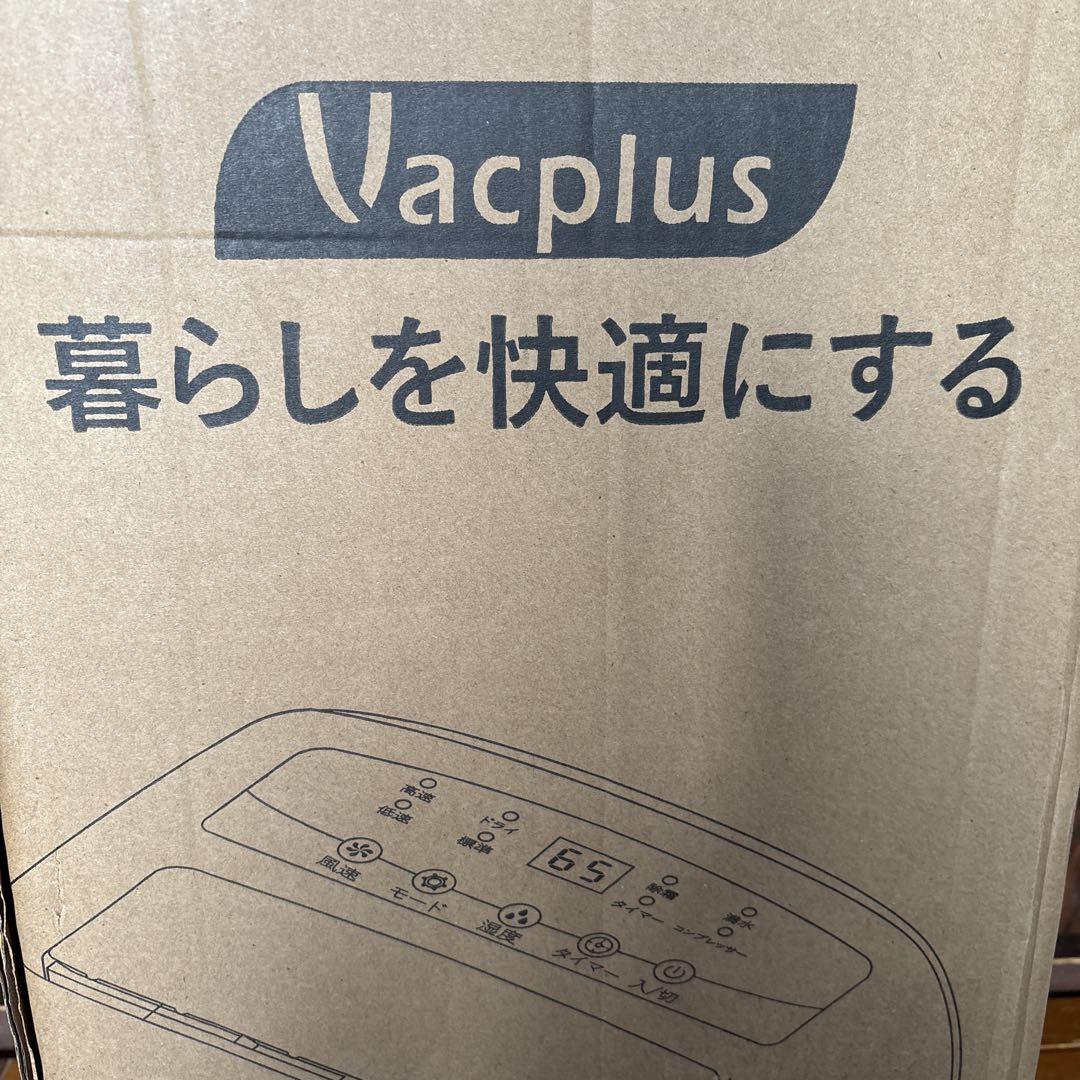 Vacplus
暮らしを快適にする
高速
低速
ドライ
標準
65
除霜
タイマー
満水
コンプレッサー
風速
モード
湿度
タイマー
入/切